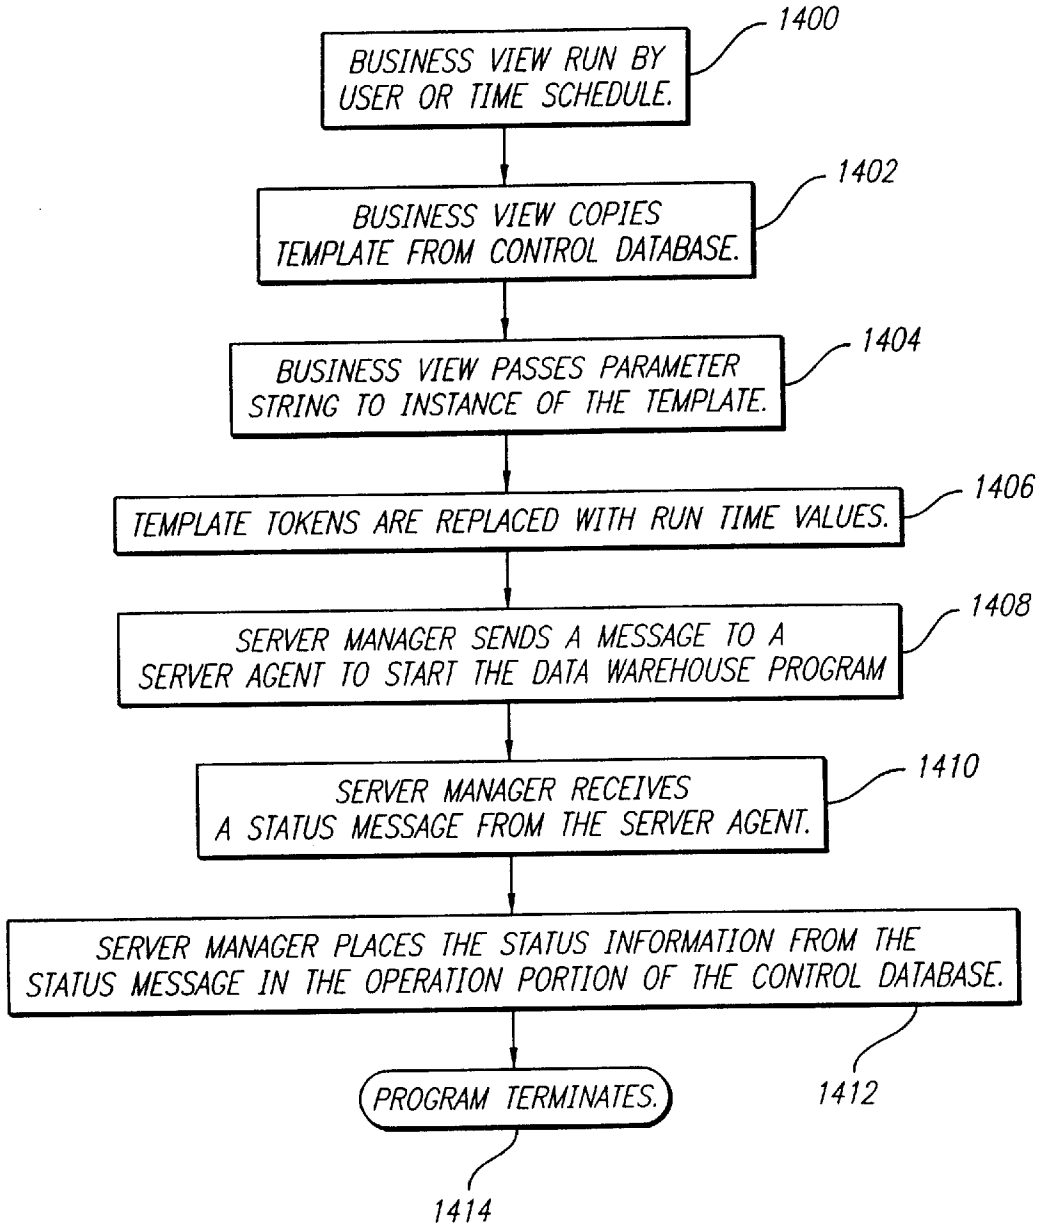 1400
BUSINESS VIEW RUN BY
USER OR TIME SCHEDULE.
1402
BUSINESS VIEW COPIES
TEMPLATE FROM CONTROL DATABASE.
1404
BUSINESS VIEW PASSES PARAMETER
STRING TO INSTANCE OF THE TEMPLATE.
1406
TEMPLATE TOKENS ARE REPLACED WITH RUN TIME VALUES.
1408
SERVER MANAGER SENDS A MESSAGE TO A
SERVER AGENT TO START THE DATA WAREHOUSE PROGRAM
1410
SERVER MANAGER RECEIVES
A STATUS MESSAGE FROM THE SERVER AGENT.
SERVER MANAGER PLACES THE STATUS INFORMATION FROM THE
STATUS MESSAGE IN THE OPERATION PORTION OF THE CONTROL DATABASE.
1412
PROGRAM TERMINATES.
1414